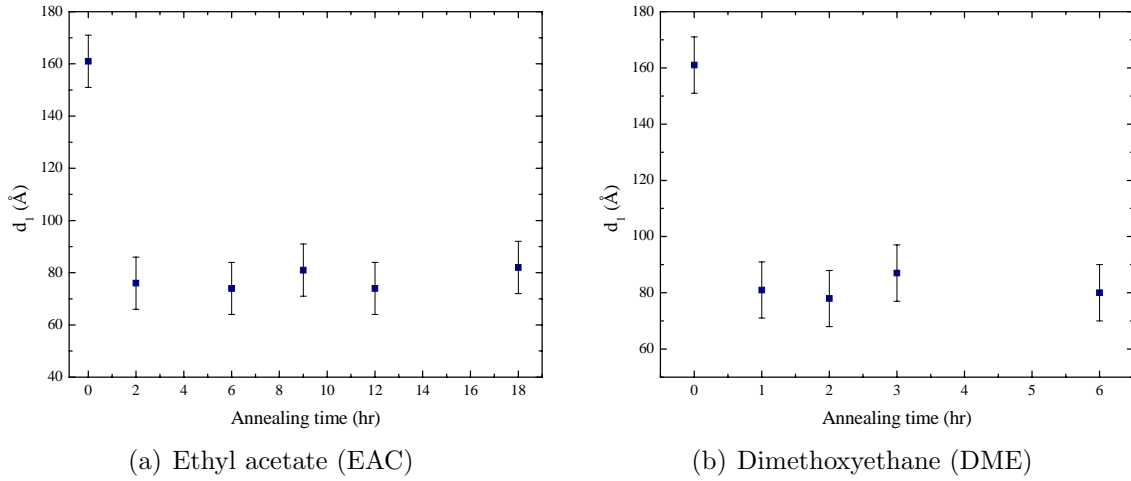 180
160
140
120
100
80
60
40
d1 (Å)
0 2 4 6 8 10 12 14 16 18
Annealing time (hr)
(a) Ethyl acetate (EAC)
180
160
140
120
100
80
60
d1 (Å)
0 1 2 3 4 5 6
Annealing time (hr)
(b) Dimethoxyethane (DME)